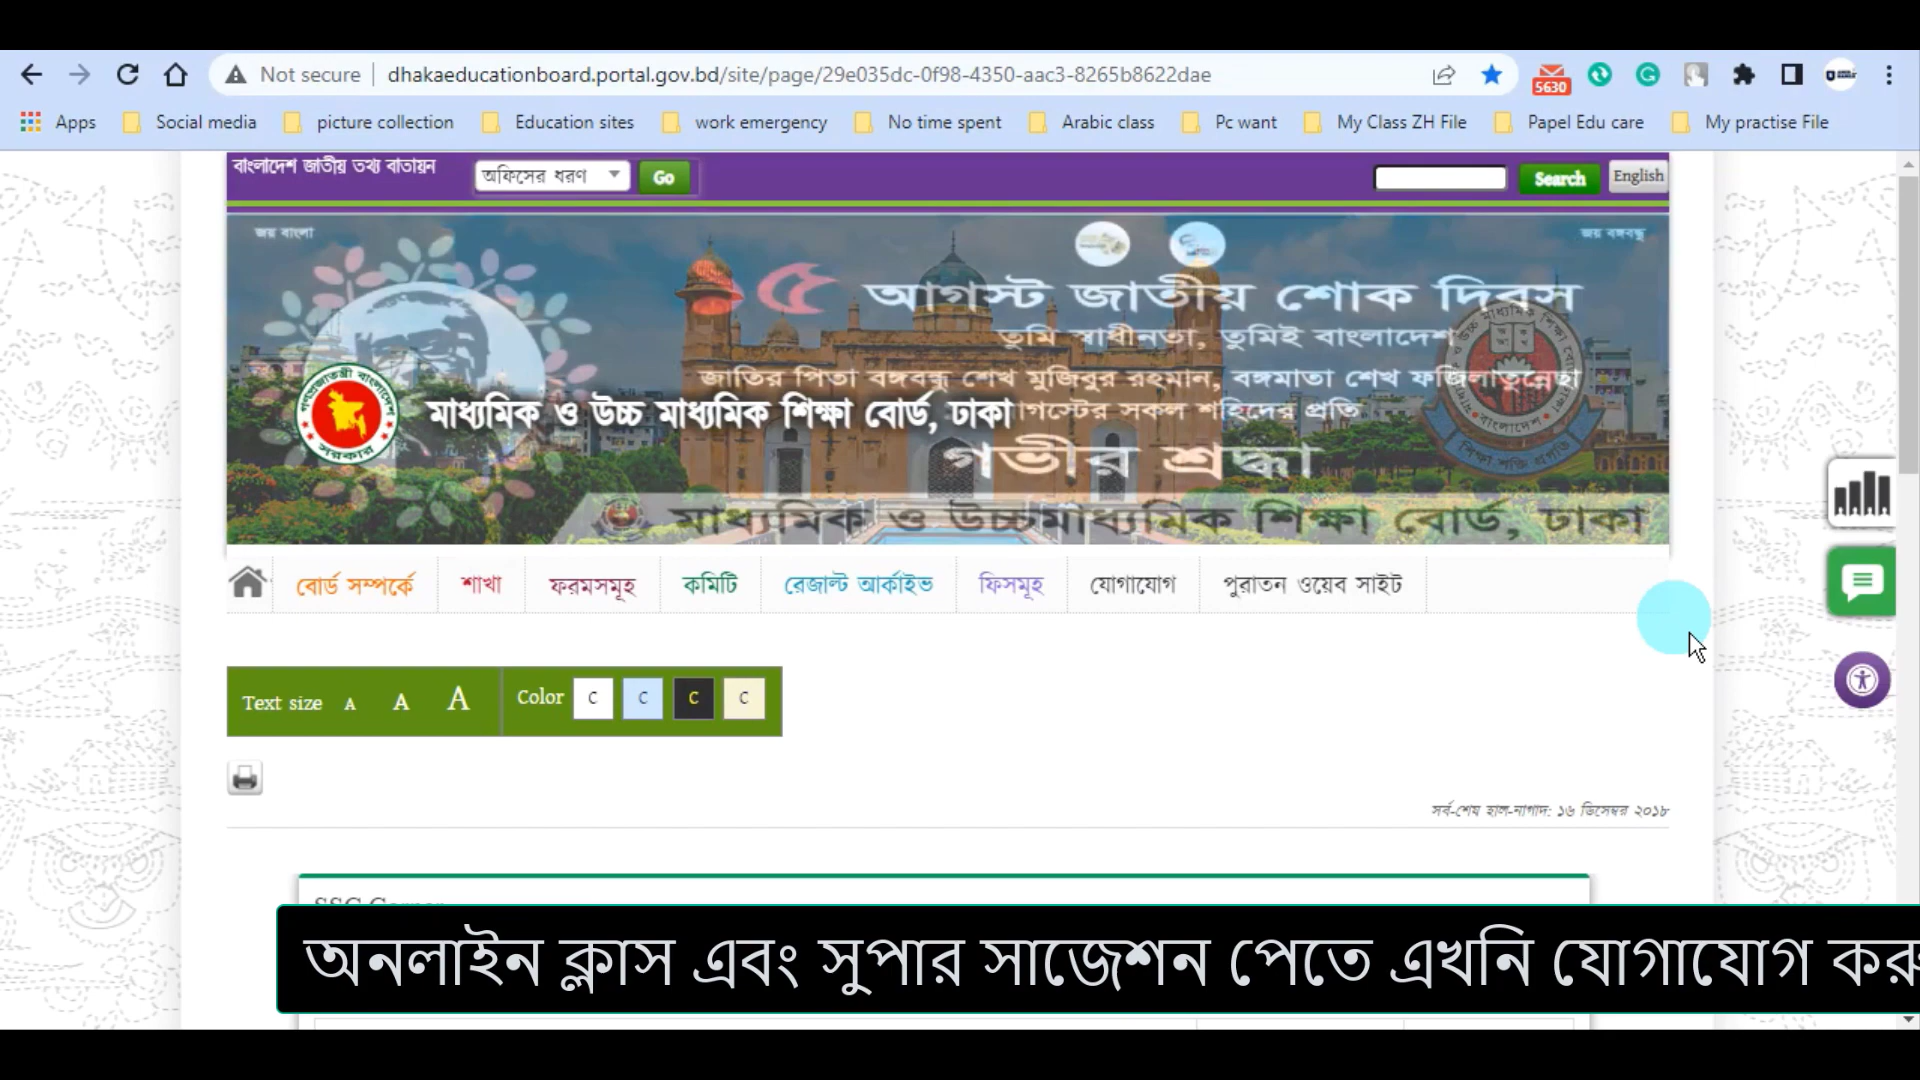 Not secure
dhakaeducationboard.portal.gov.bd/site/page/29e035dc-0f98-4350-aac3-8265b8622dae
5630
Apps
Social media
picture collection
Education sites
work emergency
No time spent
Arabic class
Pc want
My Class ZH File
Papel Edu care
My practise File
বাংলাদেশ জাতীয় তথ্য বাতায়ন
অফিসের ধরণ
Go
Search
English
জয় বাংলা
জয় বঙ্গবন্ধু
১৫ আগস্ট জাতীয় শোক দিবস
তুমি স্বাধীনতা, তুমিই বাংলাদেশ
জাতির পিতা বঙ্গবন্ধু শেখ মুজিবুর রহমান, বঙ্গমাতা শেখ ফজিলাতুন্নেছা
গস্টের সকল শহিদের প্রতি
মাধ্যমিক ও উচ্চ মাধ্যমিক শিক্ষা বোর্ড, ঢাকা
গভীর শ্রদ্ধা
মাধ্যমিক ও উচ্চমাধ্যমিক শিক্ষা বোর্ড, ঢাকা
বোর্ড সম্পর্কে
শাখা
ফরমসমূহ
কমিটি
রেজাল্ট আর্কাইভ
ফিসমূহ
যোগাযোগ
পুরাতন ওয়েব সাইট
Text size A A A
Color C C C C
সর্ব-শেষ হাল-নাগাদ: ১৬ ডিসেম্বর ২০১৮
SSC Corner
অনলাইন ক্লাস এবং সুপার সাজেশন পেতে এখনি যোগাযোগ করু